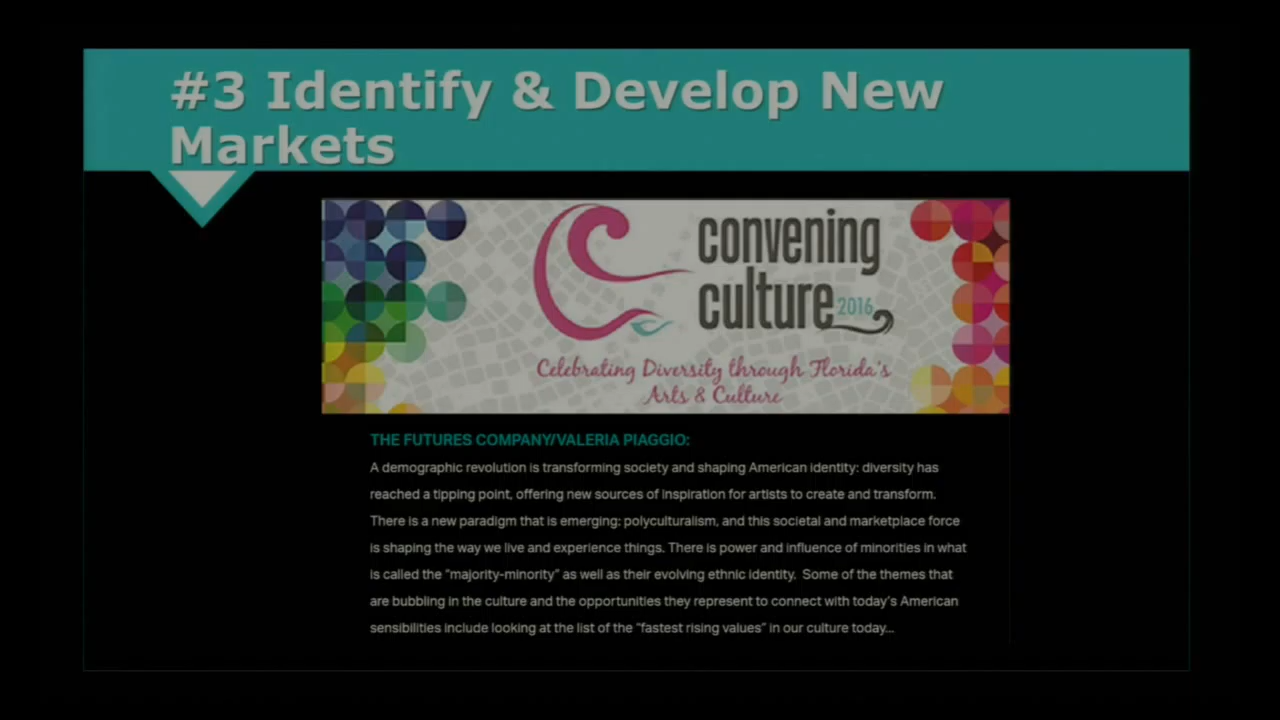 #3 Identify & Develop New
Markets
convening
culture 2016
Celebrating Diversity through Florida's
Arts & Culture
THE FUTURES COMPANY/VALERIA PIAGGIO:
A demographic revolution is transforming society and shaping American identity: diversity has
reached a tipping point, offering new sources of inspiration for artists to create and transform.
There is a new paradigm that is emerging: polyculturalism, and this societal and marketplace force
is shaping the way we live and experience things. There is power and influence of minorities in what
is called the “majority-minority” as well as their evolving ethnic identity.  Some of the themes that
are bubbling in the culture and the opportunities they represent to connect with today’s American
sensibilities include looking at the list of the “fastest rising values” in our culture today...